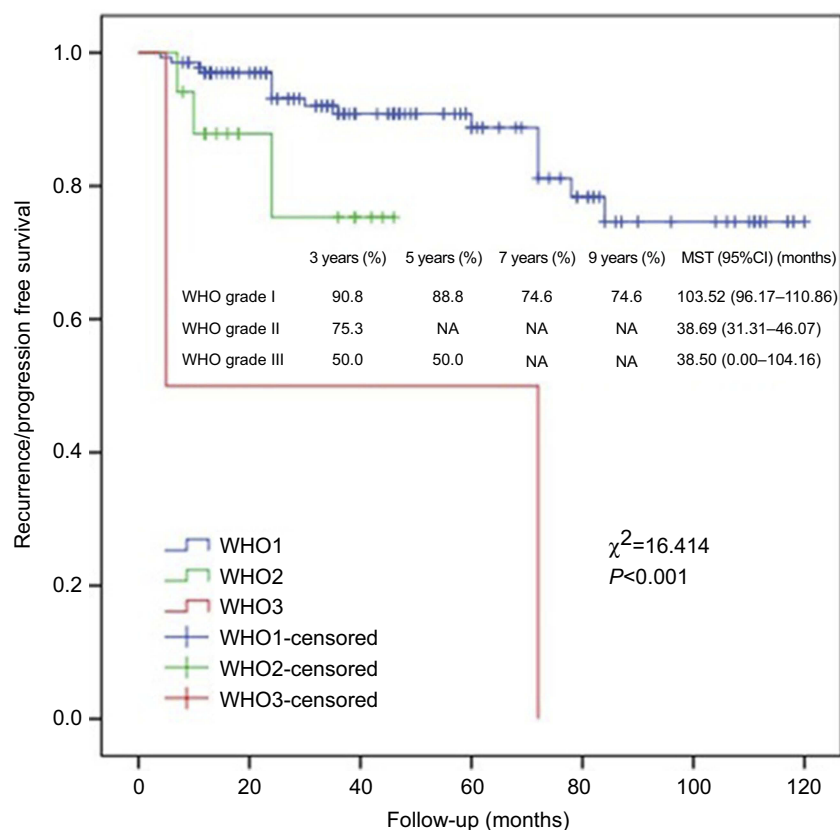 Recurrence/progression free survival
1.0
0.8
0.6
0.4
0.2
0.0
3 years (%) 5 years (%) 7 years (%) 9 years (%) MST (95%CI) (months)
WHO grade I 90.8 88.8 74.6 74.6 103.52 (96.17–110.86)
WHO grade II 75.3 NA NA NA 38.69 (31.31–46.07)
WHO grade III 50.0 50.0 NA NA 38.50 (0.00–104.16)
WHO1
WHO2
WHO3
WHO1-censored
WHO2-censored
WHO3-censored
χ2=16.414
P<0.001
0 20 40 60 80 100 120
Follow-up (months)